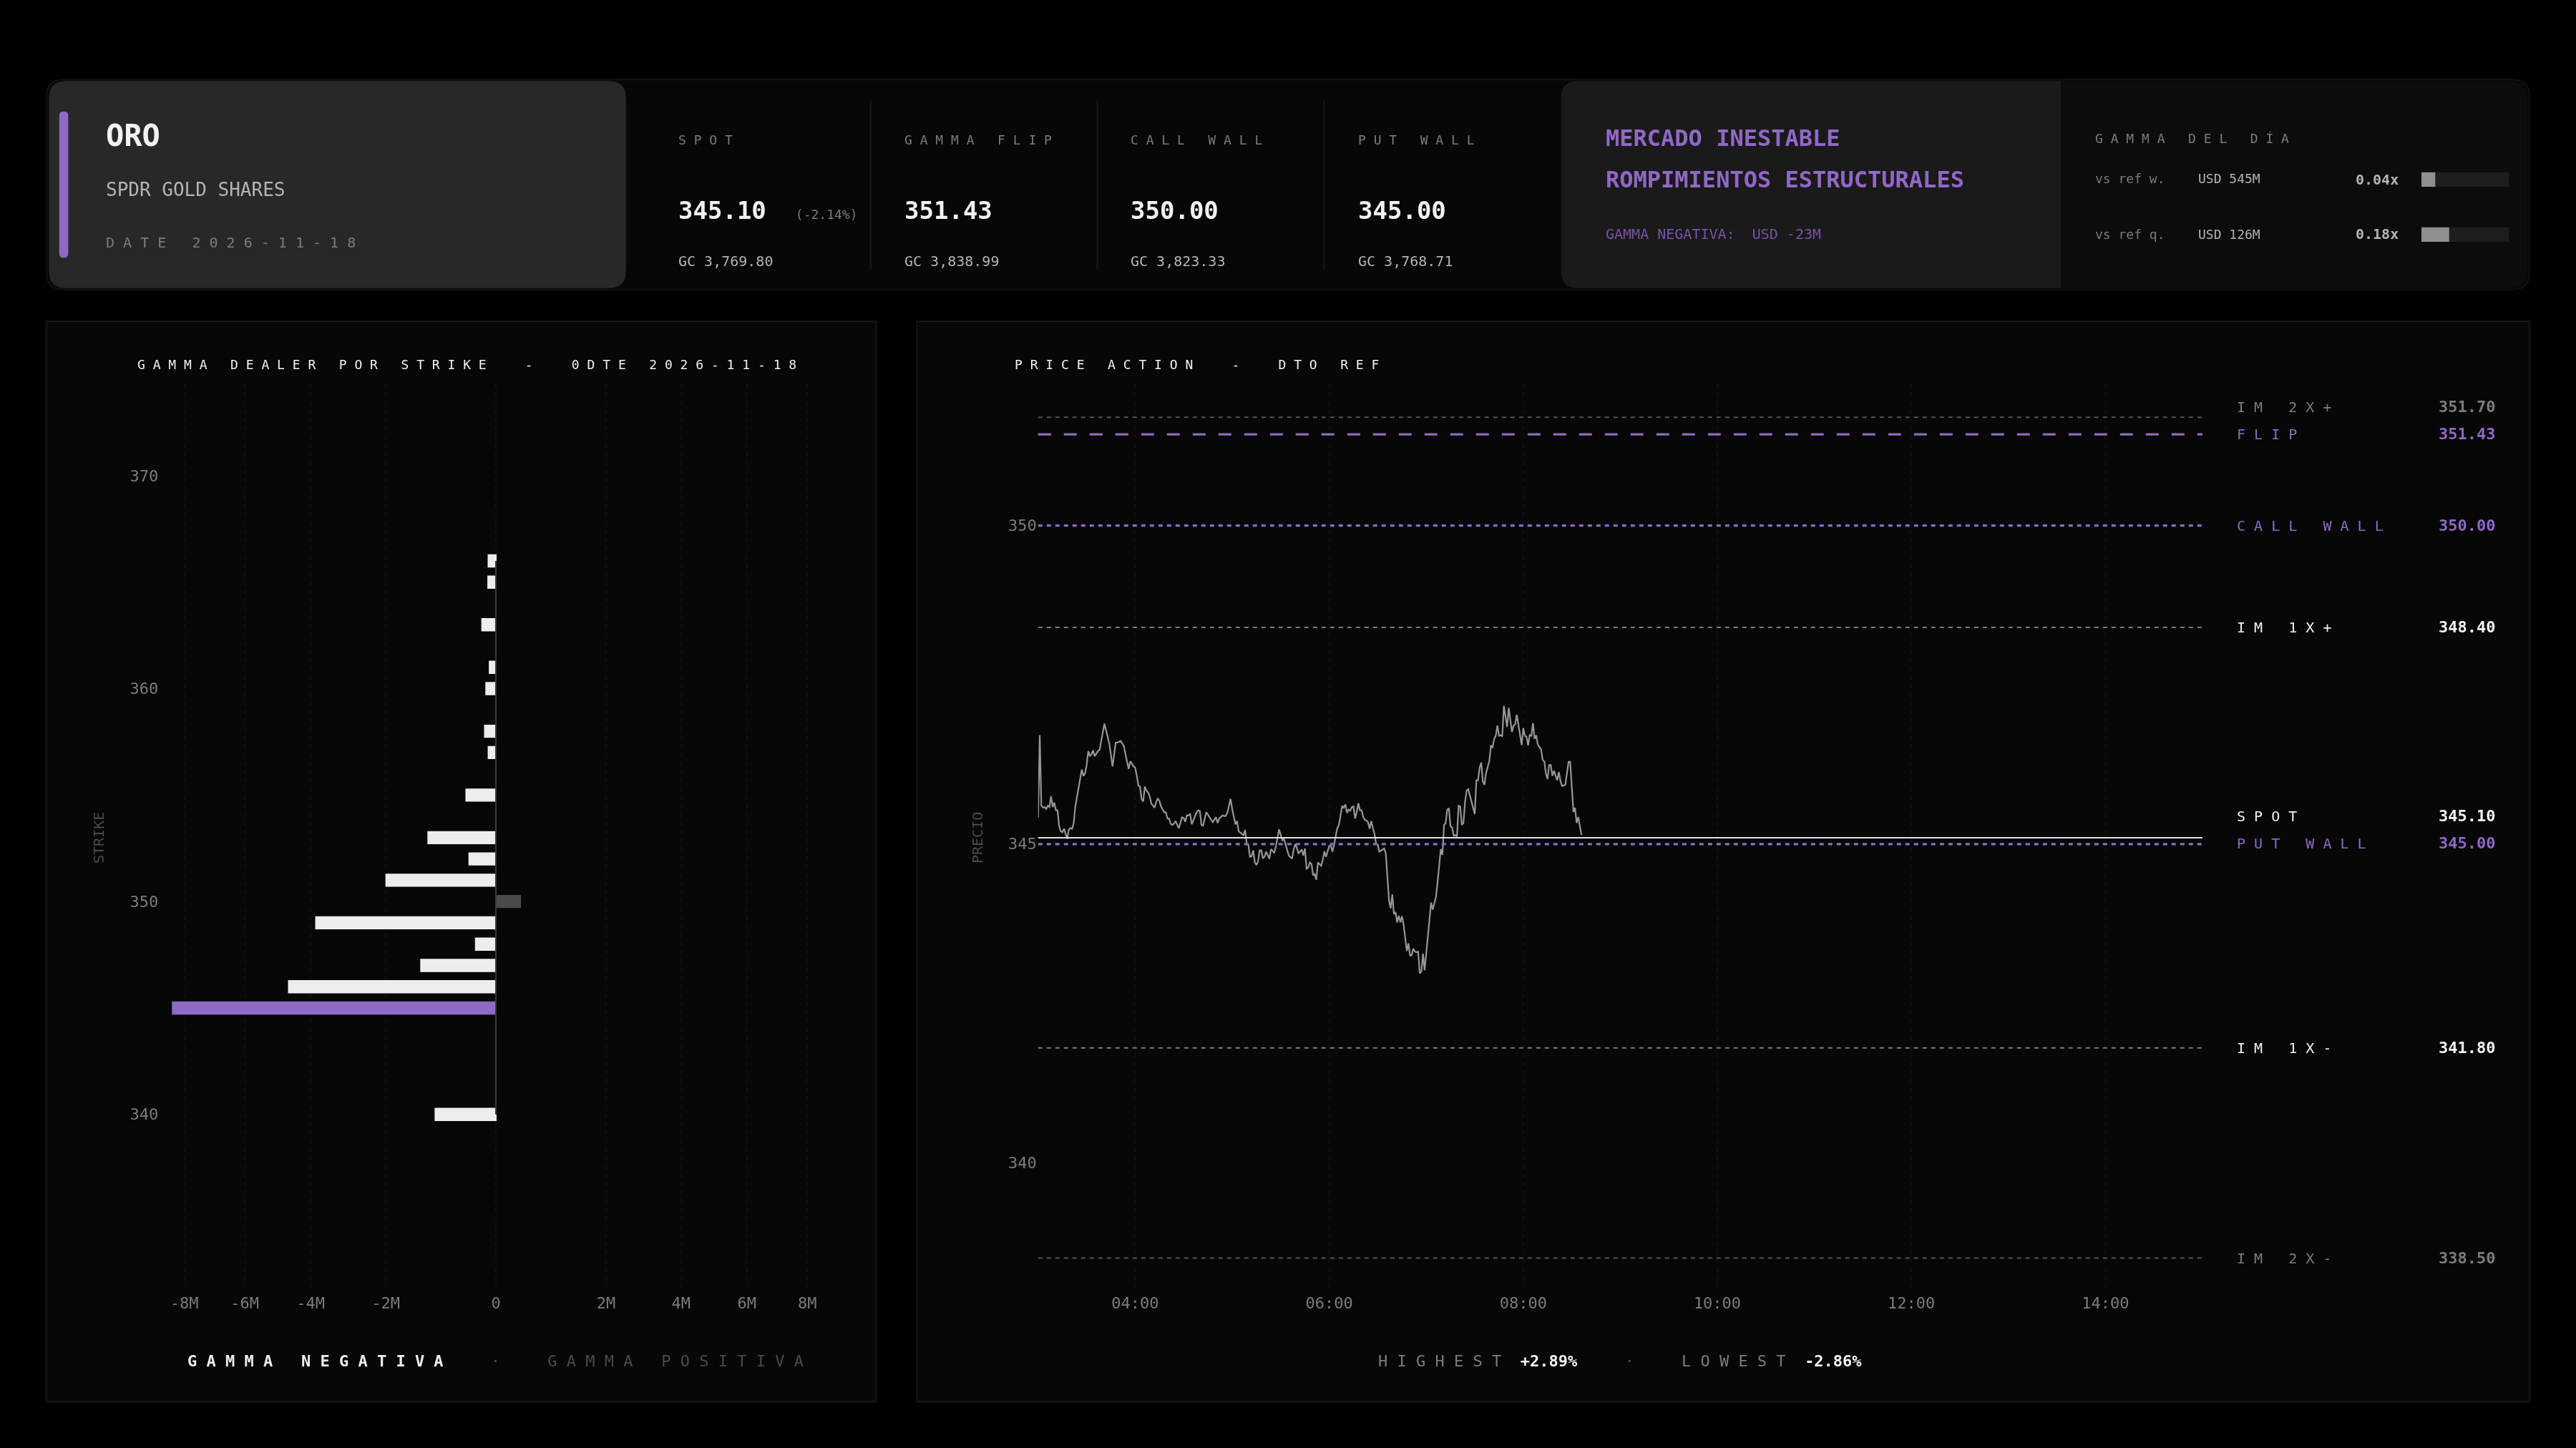 ORO
SPDR GOLD SHARES
DATE 2026-11-18
SPOT
345.10 (-2.14%)
GC 3,769.80
GAMMA FLIP
351.43
GC 3,838.99
CALL WALL
350.00
GC 3,823.33
PUT WALL
345.00
GC 3,768.71
MERCADO INESTABLE
ROMPIMIENTOS ESTRUCTURALES
GAMMA NEGATIVA: USD -23M
GAMMA DEL DÍA
vs ref w. USD 545M 0.04x
vs ref q. USD 126M 0.18x
GAMMA DEALER POR STRIKE - 0DTE 2026-11-18
STRIKE
370
360
350
340
-8M -6M -4M -2M 0 2M 4M 6M 8M
GAMMA NEGATIVA · GAMMA POSITIVA
PRICE ACTION - DTO REF
PRECIO
350
345
340
IM 2X+ 351.70
FLIP 351.43
CALL WALL 350.00
IM 1X+ 348.40
SPOT 345.10
PUT WALL 345.00
IM 1X- 341.80
IM 2X- 338.50
04:00 06:00 08:00 10:00 12:00 14:00
HIGHEST +2.89% · LOWEST -2.86%